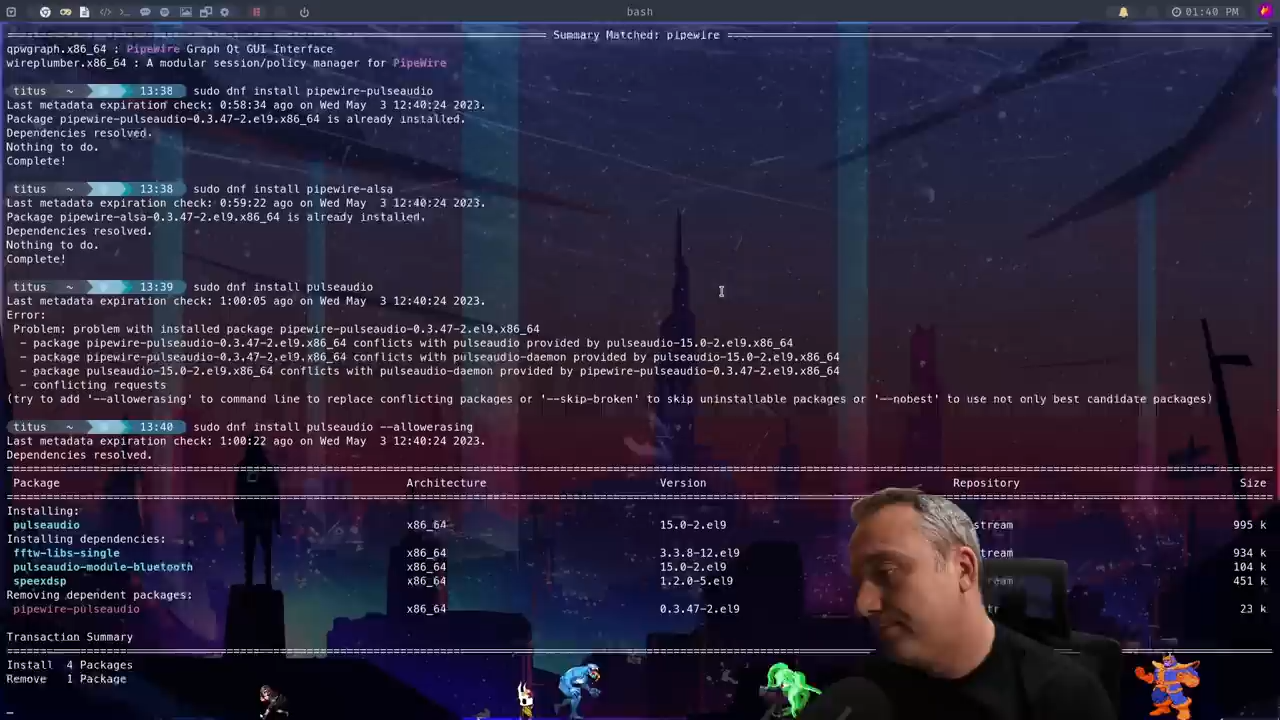 bash
01:40 PM
Summary Matched: pipewire
qpwgraph.x86_64 : PipeWire Graph Qt GUI Interface
wireplumber.x86_64 : A modular session/policy manager for PipeWire
titus ~ 13:38 sudo dnf install pipewire-pulseaudio
Last metadata expiration check: 0:58:34 ago on Wed May  3 12:40:24 2023.
Package pipewire-pulseaudio-0.3.47-2.el9.x86_64 is already installed.
Dependencies resolved.
Nothing to do.
Complete!
titus ~ 13:38 sudo dnf install pipewire-alsa
Last metadata expiration check: 0:59:22 ago on Wed May  3 12:40:24 2023.
Package pipewire-alsa-0.3.47-2.el9.x86_64 is already installed.
Dependencies resolved.
Nothing to do.
Complete!
titus ~ 13:39 sudo dnf install pulseaudio
Last metadata expiration check: 1:00:05 ago on Wed May  3 12:40:24 2023.
Error:
Problem: problem with installed package pipewire-pulseaudio-0.3.47-2.el9.x86_64
- package pipewire-pulseaudio-0.3.47-2.el9.x86_64 conflicts with pulseaudio provided by pulseaudio-15.0-2.el9.x86_64
- package pipewire-pulseaudio-0.3.47-2.el9.x86_64 conflicts with pulseaudio-daemon provided by pulseaudio-15.0-2.el9.x86_64
- package pulseaudio-15.0-2.el9.x86_64 conflicts with pulseaudio-daemon provided by pipewire-pulseaudio-0.3.47-2.el9.x86_64
- conflicting requests
(try to add '--allowerasing' to command line to replace conflicting packages or '--skip-broken' to skip uninstallable packages or '--nobest' to use not only best candidate packages)
titus ~ 13:40 sudo dnf install pulseaudio --allowerasing
Last metadata expiration check: 1:00:22 ago on Wed May  3 12:40:24 2023.
Dependencies resolved.
Package Architecture Version Repository Size
Installing:
pulseaudio x86_64 15.0-2.el9 stream 995 k
Installing dependencies:
fftw-libs-single x86_64 3.3.8-12.el9 stream 934 k
pulseaudio-module-bluetooth x86_64 15.0-2.el9 104 k
speexdsp x86_64 1.2.0-5.el9 ream 451 k
Removing dependent packages:
pipewire-pulseaudio x86_64 0.3.47-2.el9 str 23 k
Transaction Summary
Install  4 Packages
Remove   1 Package